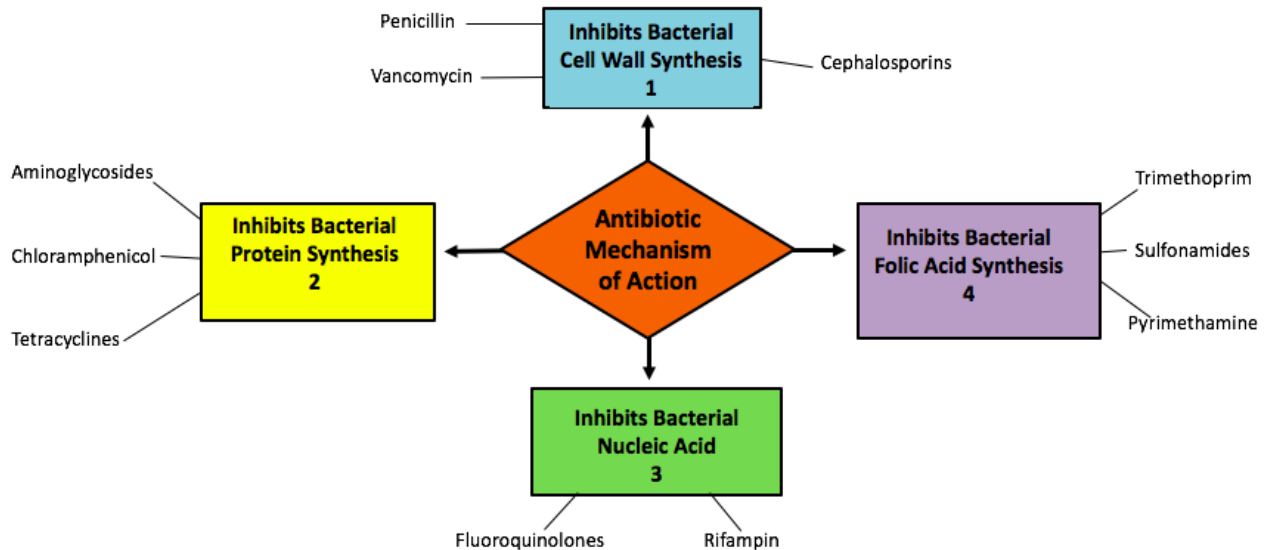 Penicillin
Vancomycin
Inhibits Bacterial
Cell Wall Synthesis
1
Cephalosporins
Aminoglycosides
Chloramphenicol
Tetracyclines
Inhibits Bacterial
Protein Synthesis
2
Antibiotic
Mechanism
of Action
Inhibits Bacterial
Folic Acid Synthesis
4
Trimethoprim
Sulfonamides
Pyrimethamine
Inhibits Bacterial
Nucleic Acid
3
Fluoroquinolones
Rifampin